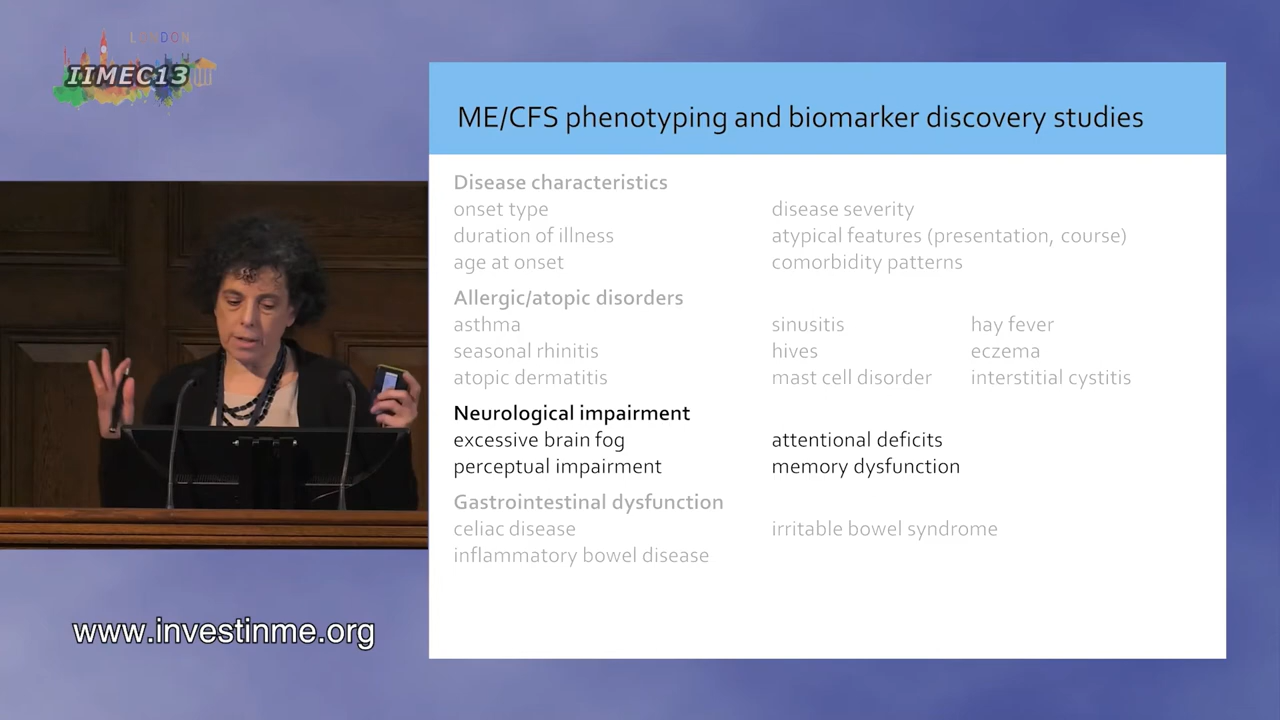 LONDON
IIMEC13
ME/CFS phenotyping and biomarker discovery studies
Disease characteristics
onset type disease severity
duration of illness atypical features (presentation, course)
age at onset comorbidity patterns
Allergic/atopic disorders
asthma sinusitis hay fever
seasonal rhinitis hives eczema
atopic dermatitis mast cell disorder interstitial cystitis
Neurological impairment
excessive brain fog attentional deficits
perceptual impairment memory dysfunction
Gastrointestinal dysfunction
celiac disease irritable bowel syndrome
inflammatory bowel disease
www.investinme.org